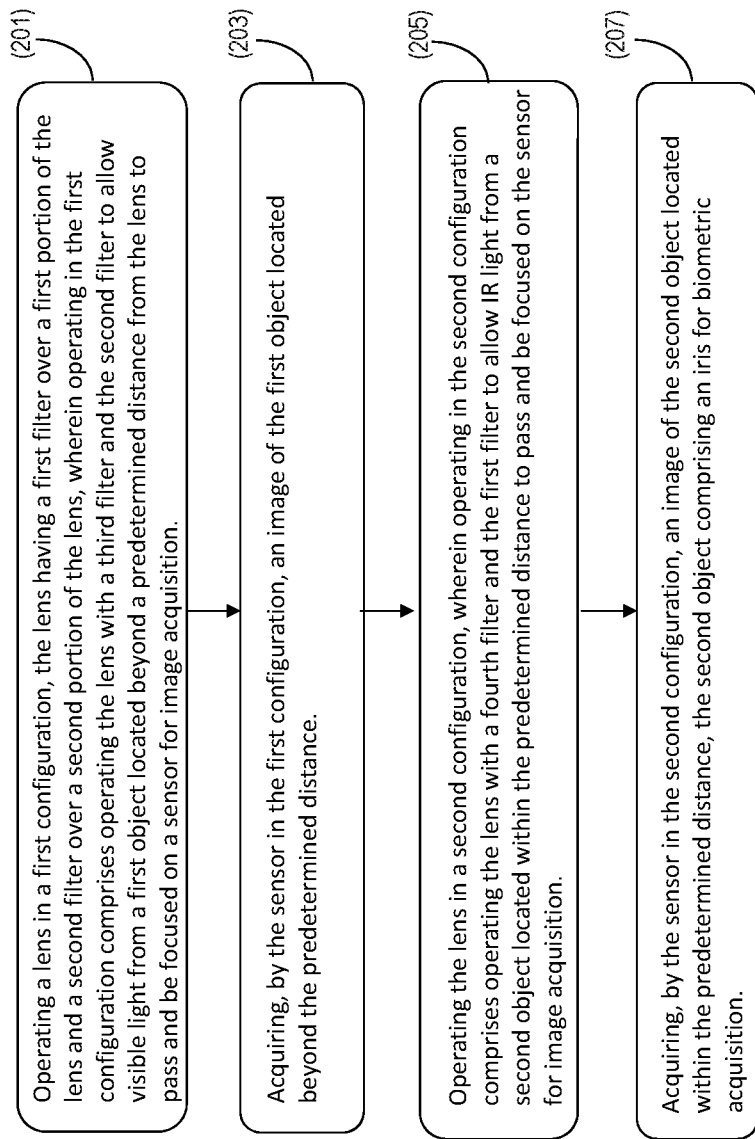 (201)
Operating a lens in a first configuration, the lens having a first filter over a first portion of the
lens and a second filter over a second portion of the lens, wherein operating in the first
configuration comprises operating the lens with a third filter and the second filter to allow
visible light from a first object located beyond a predetermined distance from the lens to
pass and be focused on a sensor for image acquisition.
(203)
Acquiring, by the sensor in the first configuration, an image of the first object located
beyond the predetermined distance.
(205)
Operating the lens in a second configuration, wherein operating in the second configuration
comprises operating the lens with a fourth filter and the first filter to allow IR light from a
second object located within the predetermined distance to pass and be focused on the sensor
for image acquisition.
(207)
Acquiring, by the sensor in the second configuration, an image of the second object located
within the predetermined distance, the second object comprising an iris for biometric
acquisition.